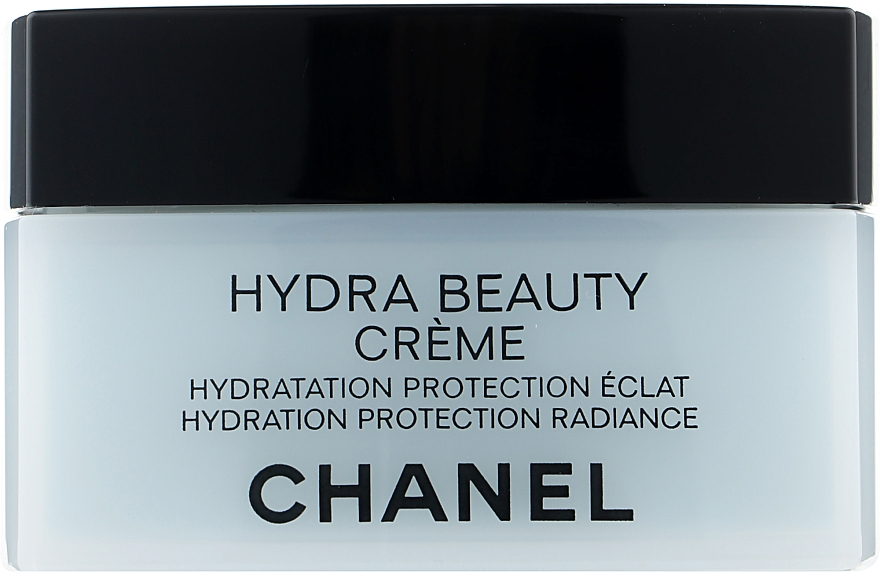 HYDRA BEAUTY
CRÈME
HYDRATATION PROTECTION ÉCLAT
HYDRATION PROTECTION RADIANCE
CHANEL